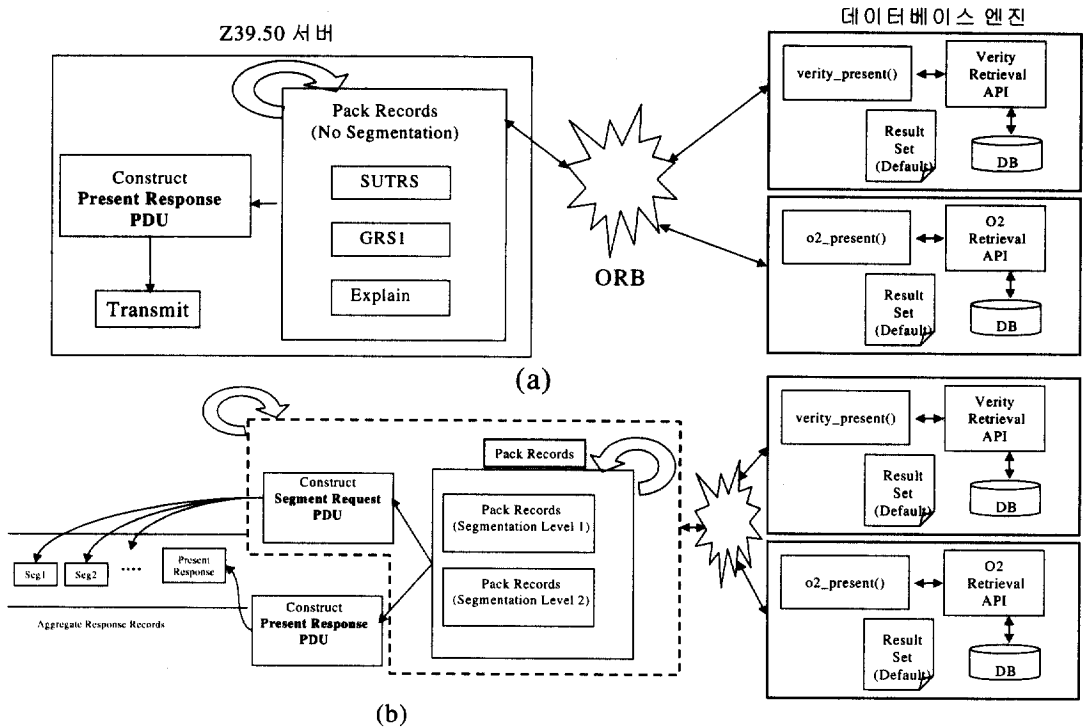 Z39.50 서버
데이터베이스 엔진
Pack Records
(No Segmentation)
SUTRS
GRS1
Explain
Construct
Present Response
PDU
Transmit
ORB
verity_present()
Verity
Retrieval
API
Result
Set
(Default)
DB
o2_present()
O2
Retrieval
API
Result
Set
(Default)
DB
(a)
Pack Records
Pack Records
(Segmentation Level 1)
Pack Records
(Segmentation Level 2)
Construct
Segment Request
PDU
Seg1
Seg2
....
Present
Response
Construct
Present Response
PDU
Aggregate Response Records
verity_present()
Verity
Retrieval
API
Result
Set
(Default)
DB
o2_present()
O2
Retrieval
API
Result
Set
(Default)
DB
(b)